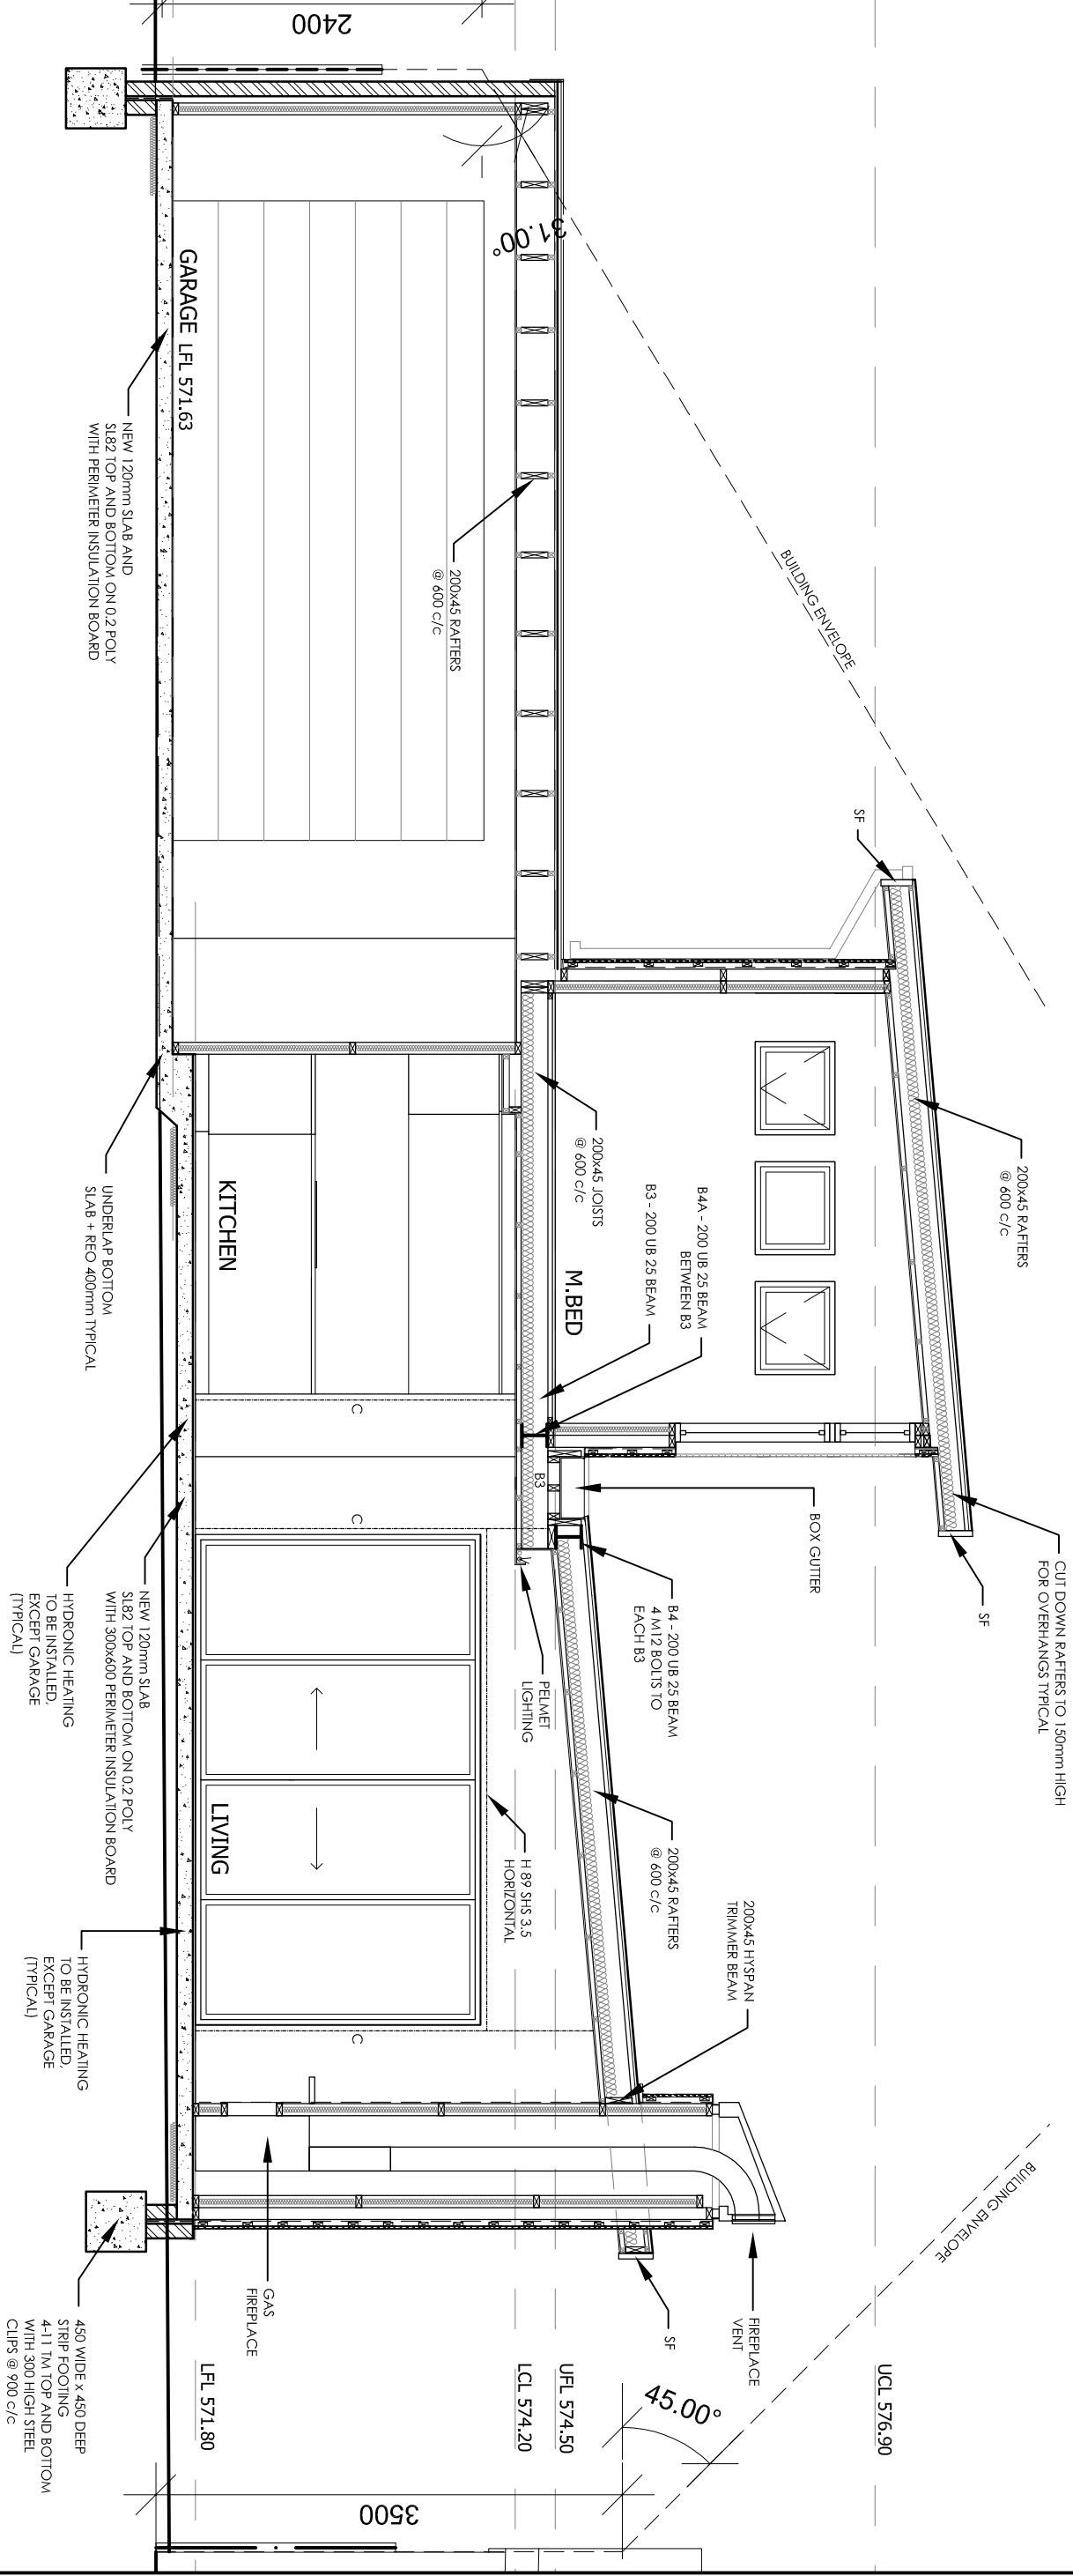 CUT DOWN RAFTERS TO 150mm HIGH
FOR OVERHANGS TYPICAL
200x45 RAFTERS
@ 600 c/c
SF
SF
BUILDING ENVELOPE
BUILDING ENVELOPE
UCL 576.90
BOX GUTTER
200x45 HYSPAN
TRIMMER BEAM
FIREPLACE
VENT
45.00°
B4A - 200 UB 25 BEAM
BETWEEN B3
B3 - 200 UB 25 BEAM
200x45 JOISTS
@ 600 c/c
M.BED
B4 - 200 UB 25 BEAM
4 M12 BOLTS TO
EACH B3
200x45 RAFTERS
@ 600 c/c
SF
31.00°
B3
PELMET
LIGHTING
H 89 SHS 3.5
HORIZONTAL
UFL 574.50
LCL 574.20
200x45 RAFTERS
@ 600 c/c
2400
3500
C
C
C
GARAGE LFL 571.63
KITCHEN
LIVING
GAS
FIREPLACE
LFL 571.80
NEW 120mm SLAB AND
SL82 TOP AND BOTTOM ON 0.2 POLY
WITH PERIMETER INSULATION BOARD
UNDERLAP BOTTOM
SLAB + REO 400mm TYPICAL
HYDRONIC HEATING
TO BE INSTALLED,
EXCEPT GARAGE
(TYPICAL)
NEW 120mm SLAB
SL82 TOP AND BOTTOM ON 0.2 POLY
WITH 300x600 PERIMETER INSULATION BOARD
HYDRONIC HEATING
TO BE INSTALLED,
EXCEPT GARAGE
(TYPICAL)
450 WIDE x 450 DEEP
STRIP FOOTING
4-11 TM TOP AND BOTTOM
WITH 300 HIGH STEEL
CLIPS @ 900 c/c